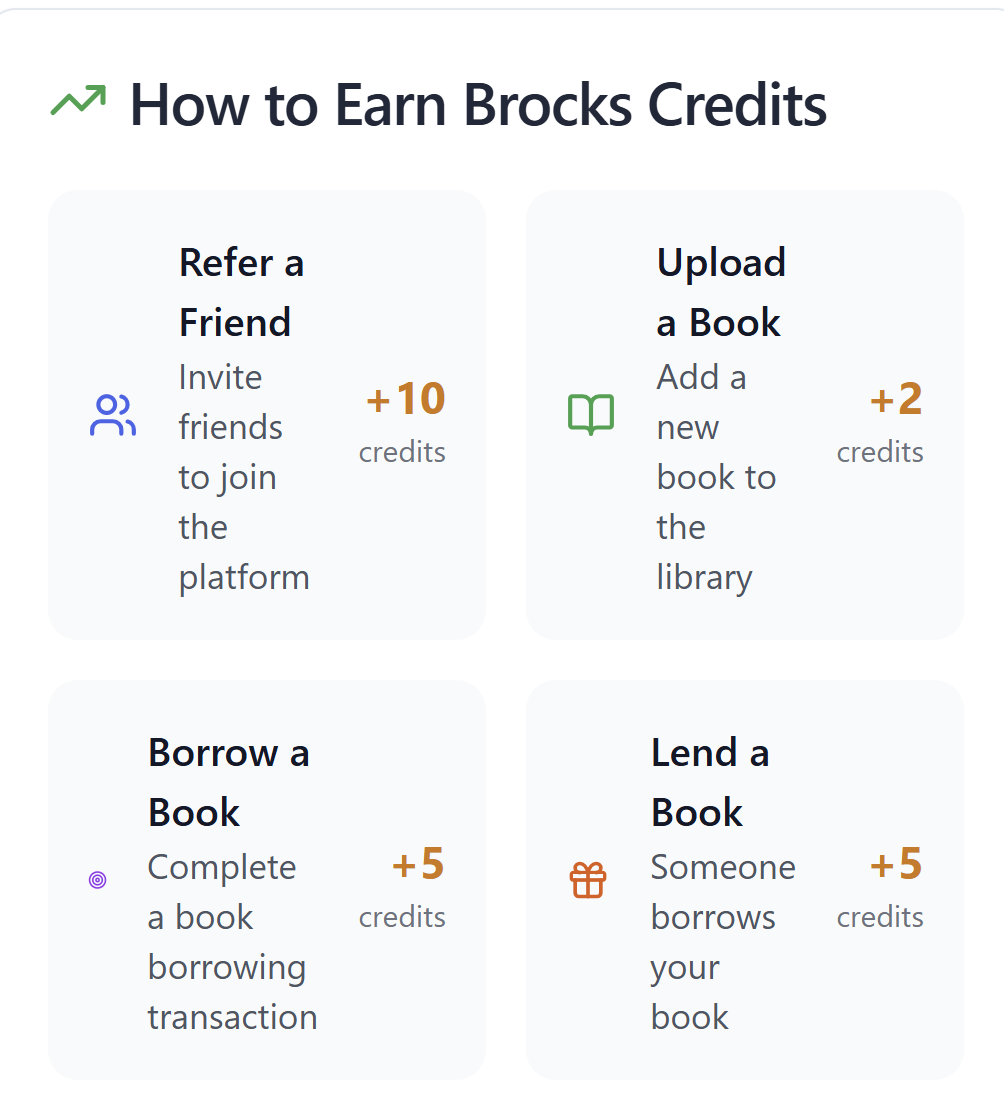 How to Earn Brocks Credits
Refer a
Friend
Invite
friends
to join
the
platform
+10
credits
Upload
a Book
Add a
new
book to
the
library
+2
credits
Borrow a
Book
Complete
a book
borrowing
transaction
+5
credits
Lend a
Book
Someone
borrows
your
book
+5
credits